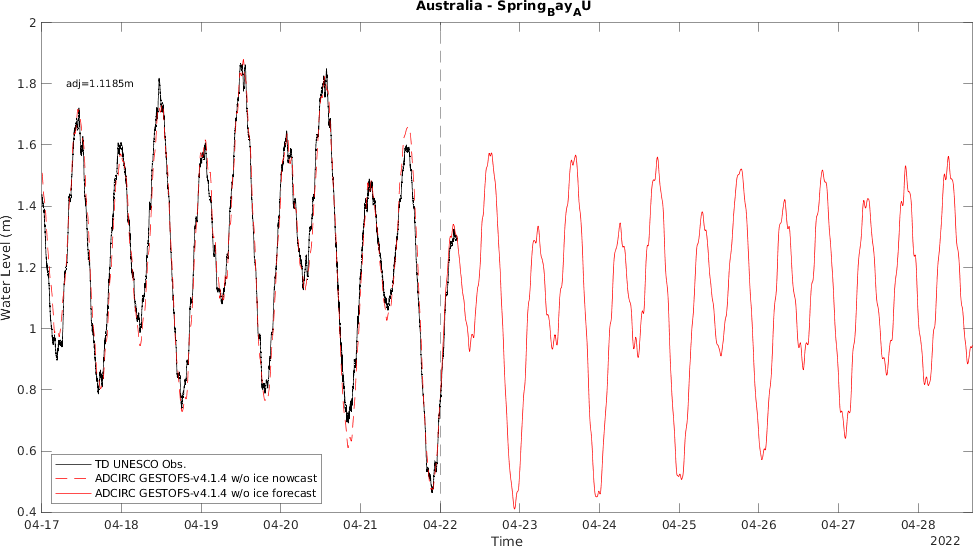 Australia - SpringBayAU
2
1.8
1.6
1.4
1.2
1
0.8
0.6
0.4
Water Level (m)
adj=1.1185m
TD UNESCO Obs.
ADCIRC GESTOFS-v4.1.4 w/o ice nowcast
ADCIRC GESTOFS-v4.1.4 w/o ice forecast
04-17 04-18 04-19 04-20 04-21 04-22 04-23 04-24 04-25 04-26 04-27 04-28
Time
2022